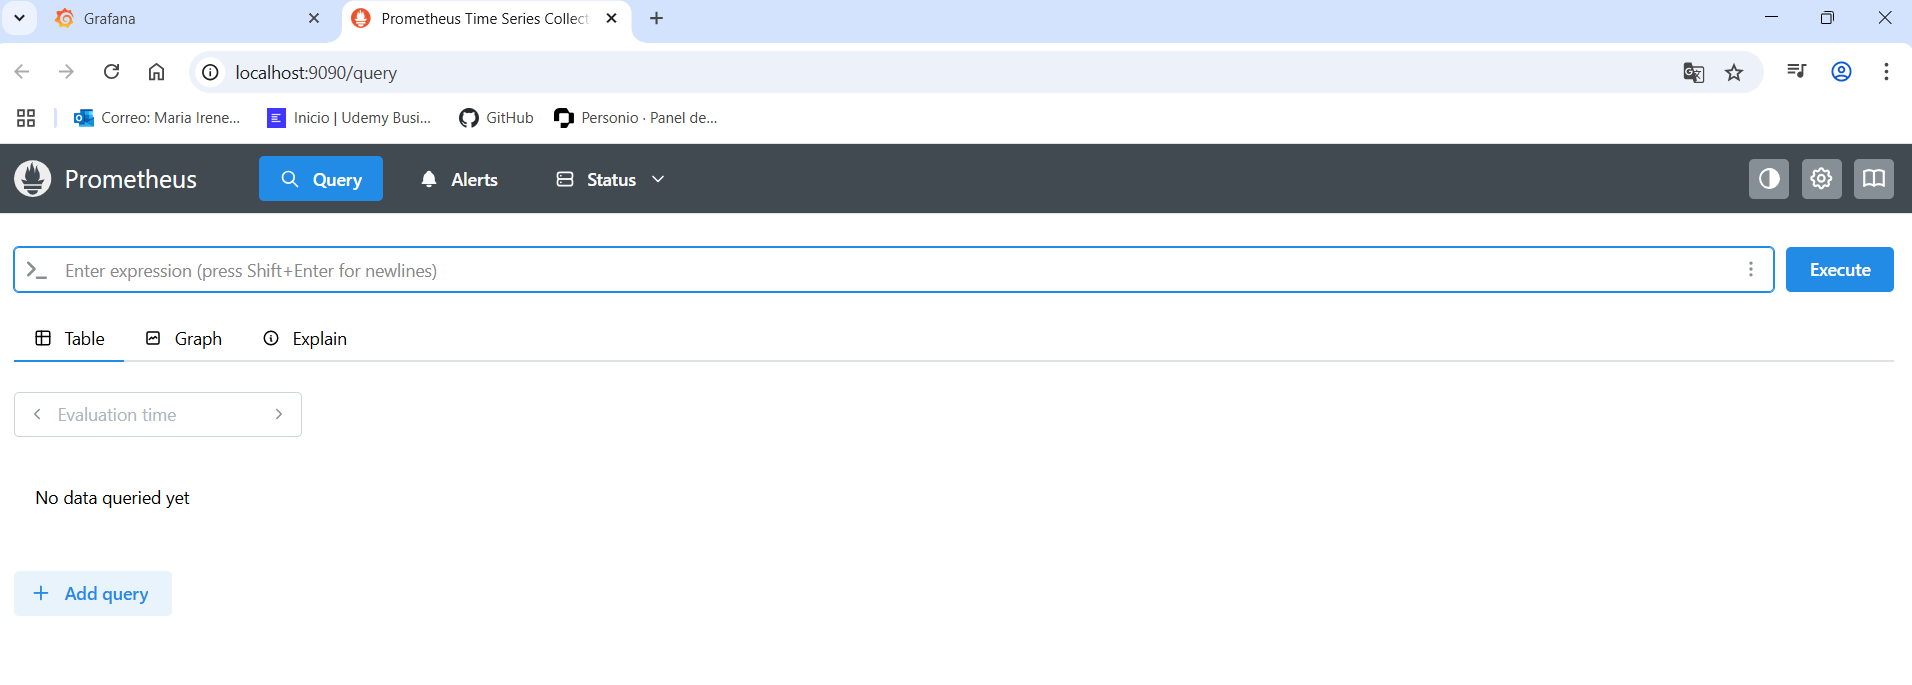 Grafana
Prometheus Time Series Collect
localhost:9090/query
Correo: Maria Irene...
Inicio | Udemy Busi...
GitHub
Personio · Panel de...
Prometheus
Query
Alerts
Status
Enter expression (press Shift+Enter for newlines)
Execute
Table
Graph
Explain
Evaluation time
No data queried yet
Add query